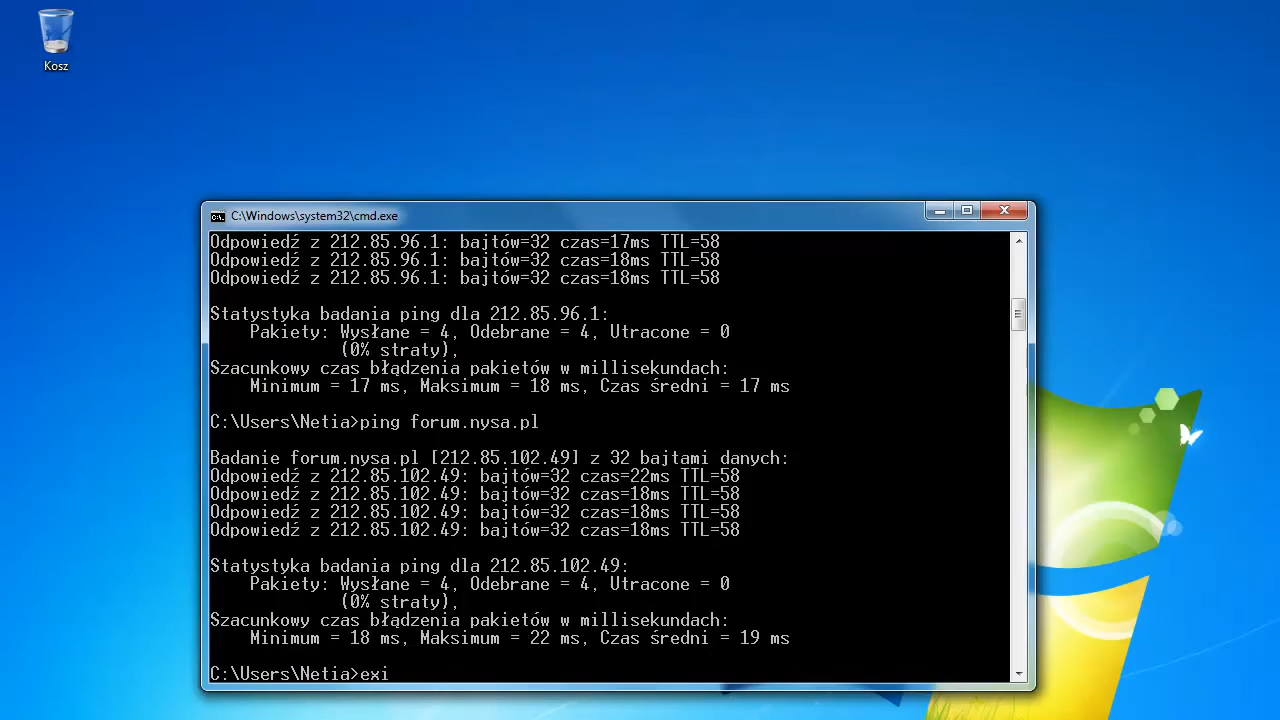 Kosz
C:\Windows\system32\cmd.exe
Odpowiedź z 212.85.96.1: bajtów=32 czas=17ms TTL=58
Odpowiedź z 212.85.96.1: bajtów=32 czas=18ms TTL=58
Odpowiedź z 212.85.96.1: bajtów=32 czas=18ms TTL=58
Statystyka badania ping dla 212.85.96.1:
Pakiety: Wysłane = 4, Odebrane = 4, Utracone = 0
(0% straty),
Szacunkowy czas błądzenia pakietów w millisekundach:
Minimum = 17 ms, Maksimum = 18 ms, Czas średni = 17 ms
C:\Users\Netia>ping forum.nysa.pl
Badanie forum.nysa.pl [212.85.102.49] z 32 bajtami danych:
Odpowiedź z 212.85.102.49: bajtów=32 czas=22ms TTL=58
Odpowiedź z 212.85.102.49: bajtów=32 czas=18ms TTL=58
Odpowiedź z 212.85.102.49: bajtów=32 czas=18ms TTL=58
Odpowiedź z 212.85.102.49: bajtów=32 czas=18ms TTL=58
Statystyka badania ping dla 212.85.102.49:
Pakiety: Wysłane = 4, Odebrane = 4, Utracone = 0
(0% straty),
Szacunkowy czas błądzenia pakietów w millisekundach:
Minimum = 18 ms, Maksimum = 22 ms, Czas średni = 19 ms
C:\Users\Netia>exi